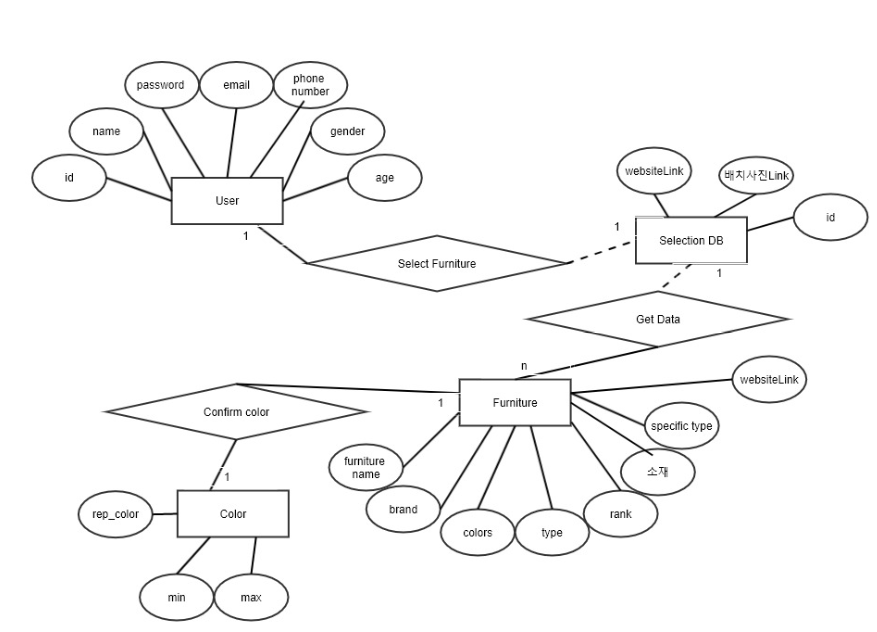 password
email
phone
number
name
gender
id
age
User
websiteLink
배치사진Link
id
Selection DB
1
1
1
Select Furniture
Get Data
n
websiteLink
Furniture
1
Confirm color
specific type
furniture
name
소재
brand
colors
type
rank
1
rep_color
Color
min
max